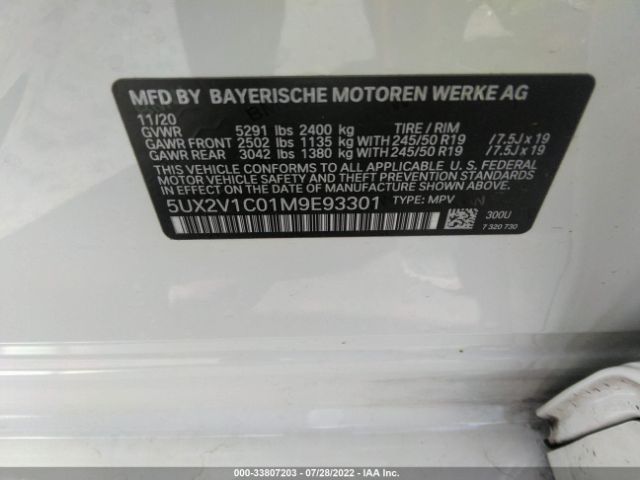 MFD BY BAYERISCHE MOTOREN WERKE AG
11/20
GVWR 5291 lbs 2400 kg TIRE / RIM
GAWR FRONT 2502 lbs 1135 kg WITH 245/50 R19 / 7.5J x 19
GAWR REAR 3042 lbs 1380 kg WITH 245/50 R19 / 7.5J x 19
THIS VEHICLE CONFORMS TO ALL APPLICABLE U. S. FEDERAL
MOTOR VEHICLE SAFETY, BUMPER, AND THEFT PREVENTION
STANDARDS IN EFFECT ON THE DATE OF MANUFACTURE SHOWN ABOVE.
5UX2V1C01M9E93301 TYPE: MPV
300U
7 320 730
000-33807203 - 07/28/2022 - IAA Inc.